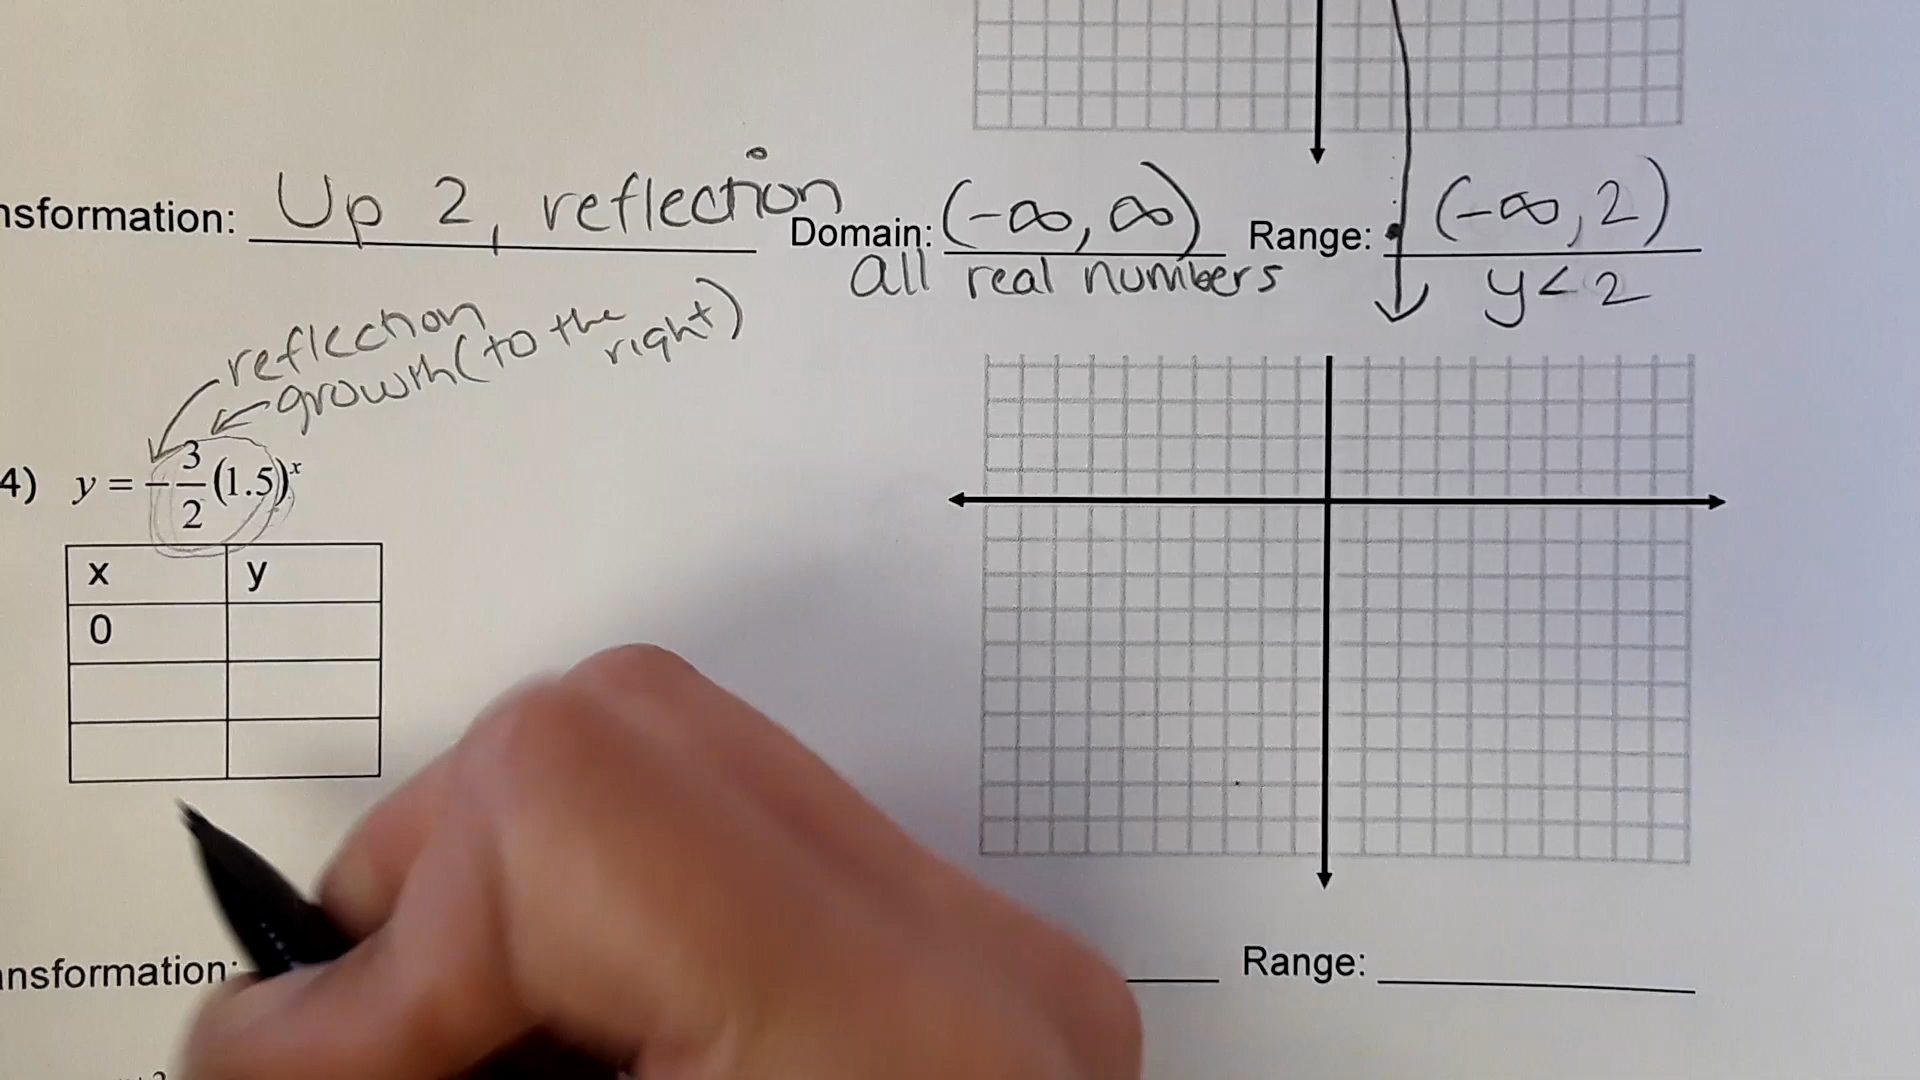 nsformation: Up 2, reflection Domain: (-∞, ∞) Range: (-∞, 2)
all real numbers y < 2
reflection
growth (to the right)
4) y = -3/2(1.5)^x
x y
0
ansformation: Range: